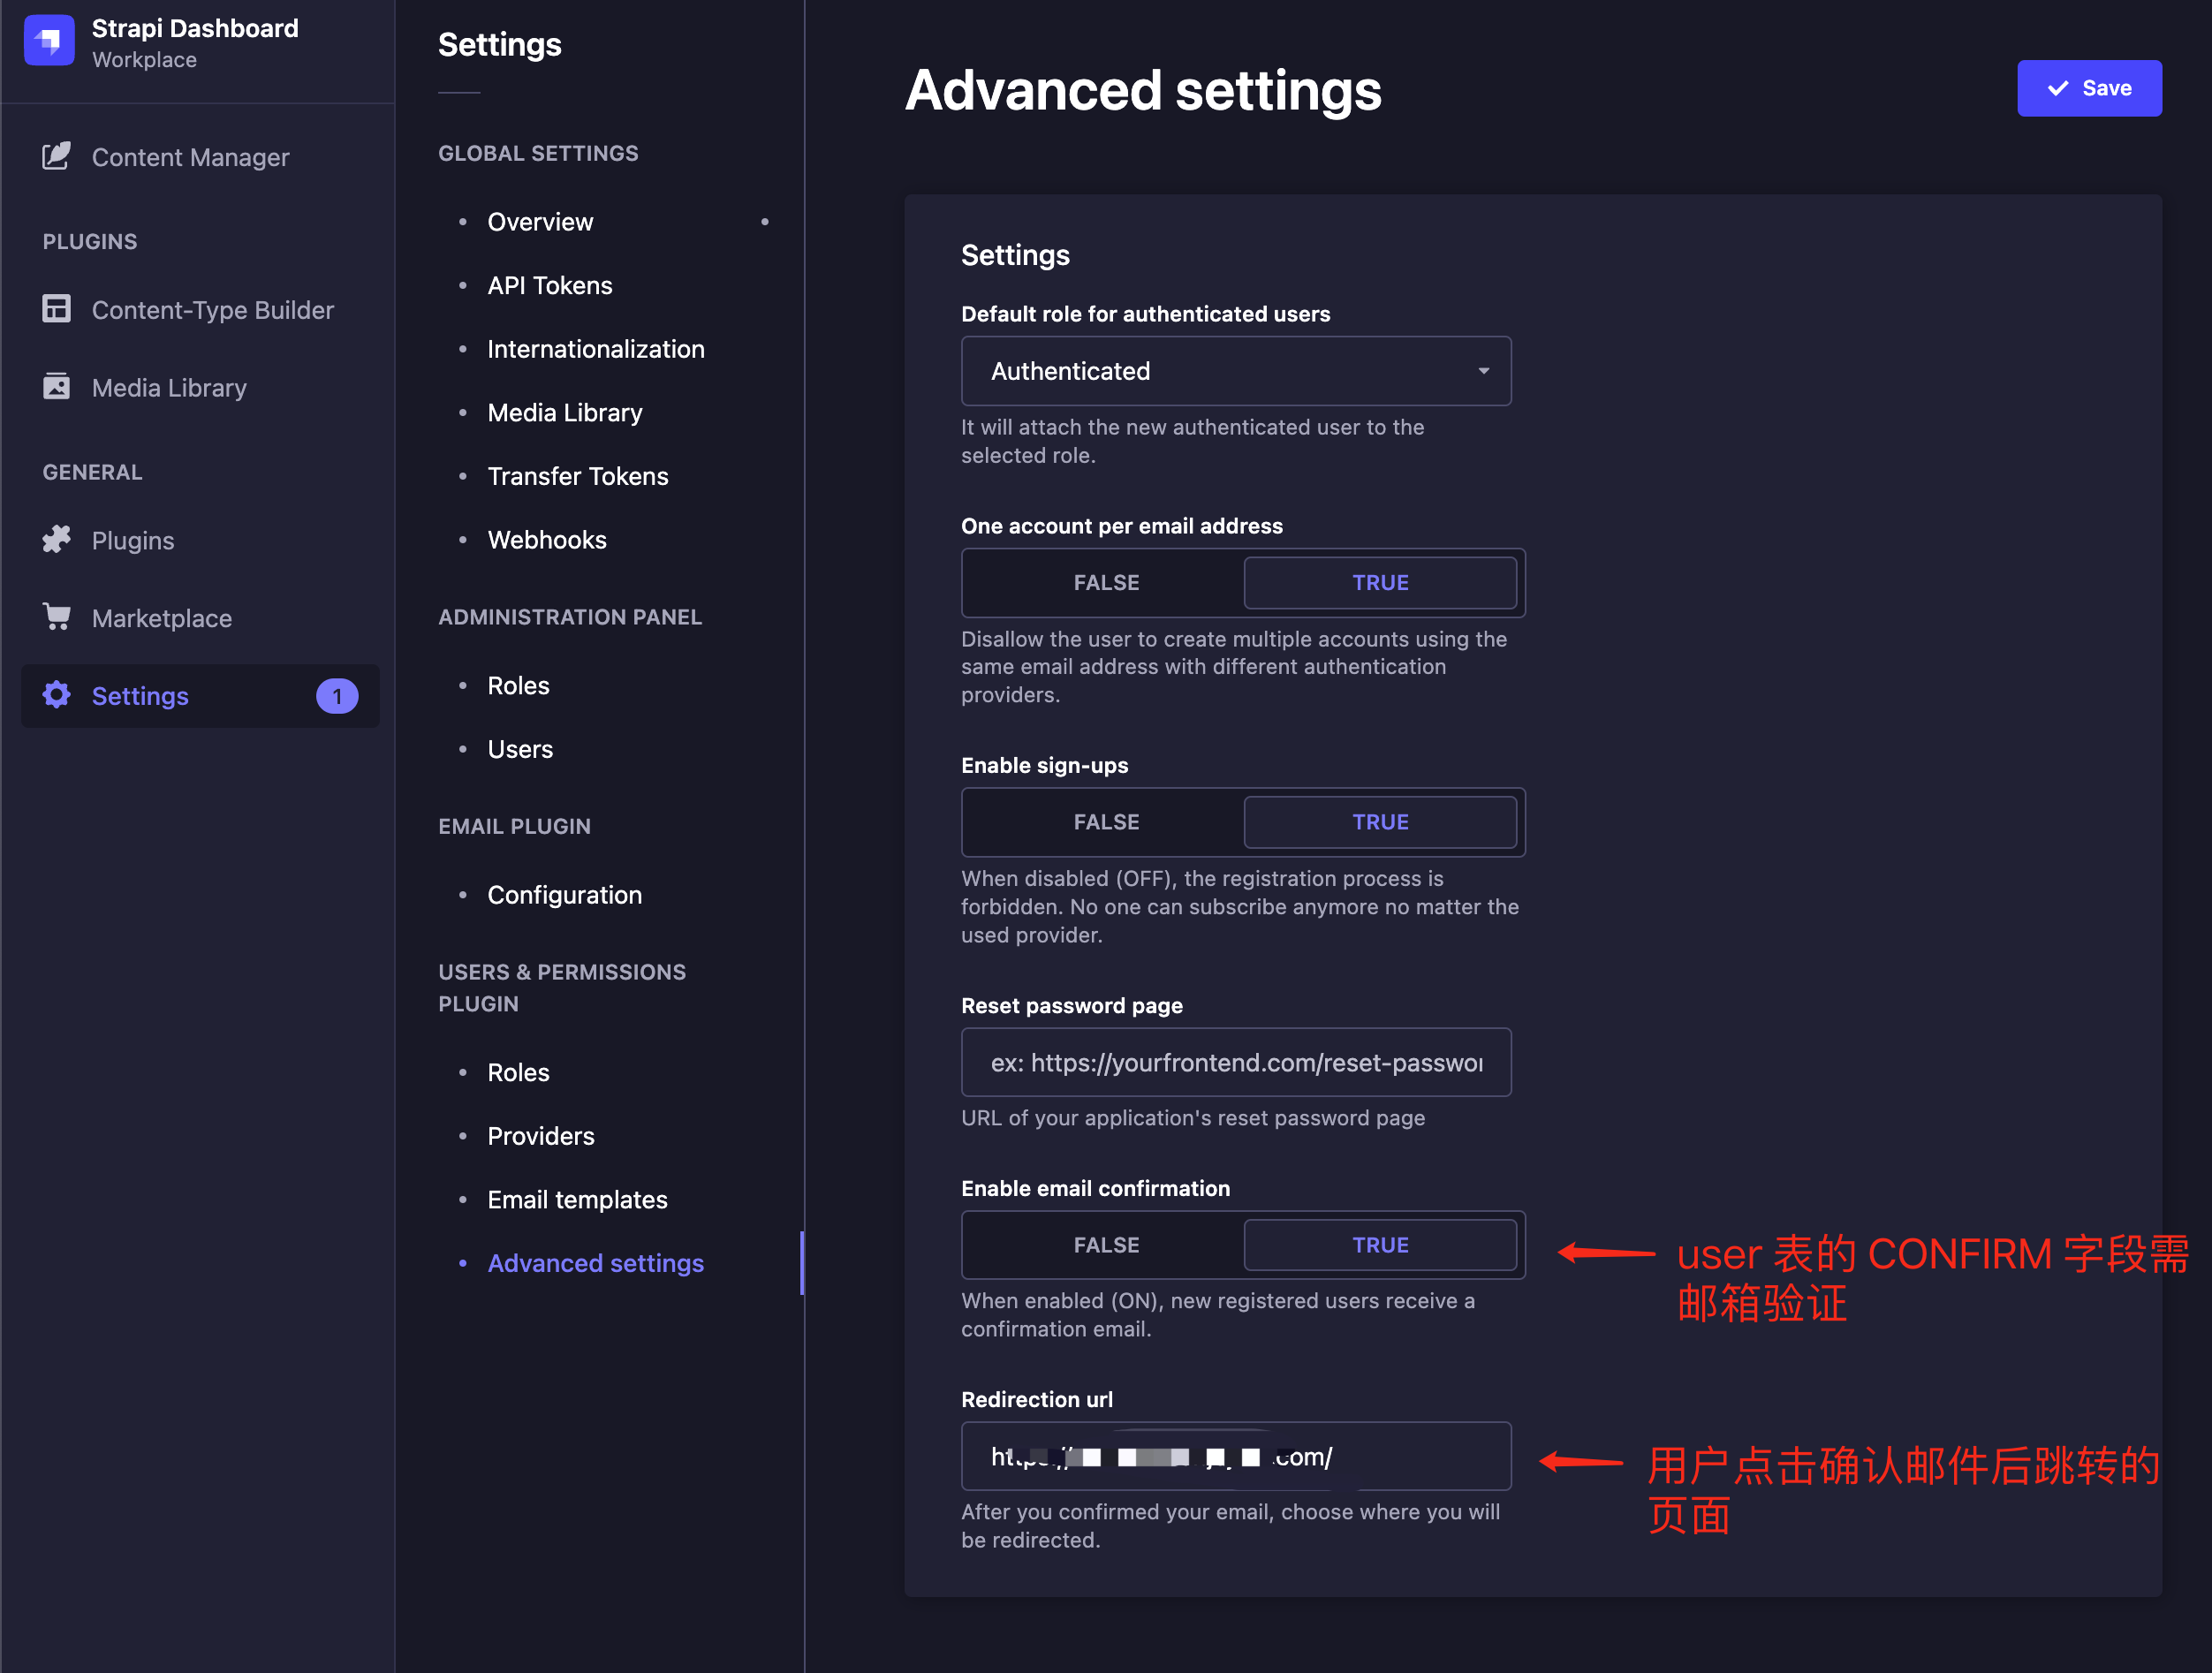 Strapi Dashboard
Workplace
Content Manager
PLUGINS
Content-Type Builder
Media Library
GENERAL
Plugins
Marketplace
Settings
1
Settings
GLOBAL SETTINGS
Overview
API Tokens
Internationalization
Media Library
Transfer Tokens
Webhooks
ADMINISTRATION PANEL
Roles
Users
EMAIL PLUGIN
Configuration
USERS & PERMISSIONS
PLUGIN
Roles
Providers
Email templates
Advanced settings
Advanced settings
Save
Settings
Default role for authenticated users
Authenticated
It will attach the new authenticated user to the
selected role.
One account per email address
FALSE TRUE
Disallow the user to create multiple accounts using the
same email address with different authentication
providers.
Enable sign-ups
FALSE TRUE
When disabled (OFF), the registration process is
forbidden. No one can subscribe anymore no matter the
used provider.
Reset password page
ex: https://yourfrontend.com/reset-passwor
URL of your application's reset password page
Enable email confirmation
FALSE TRUE
When enabled (ON), new registered users receive a
confirmation email.
user 表的 CONFIRM 字段需
邮箱验证
Redirection url
.com/
After you confirmed your email, choose where you will
be redirected.
用户点击确认邮件后跳转的
页面